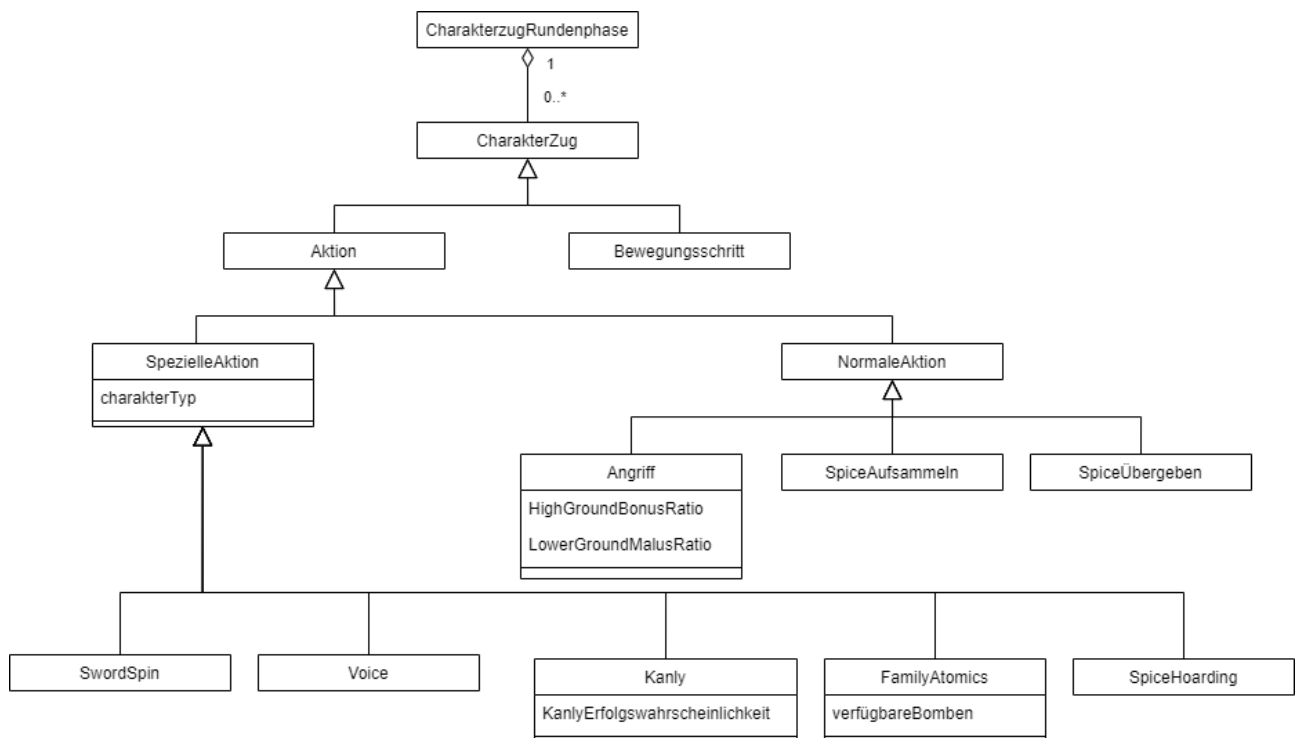 CharakterzugRundenphase
1
0..*
CharakterZug
Aktion
Bewegungsschritt
SpezielleAktion
charakterTyp
NormaleAktion
Angriff
HighGroundBonusRatio
LowerGroundMalusRatio
SpiceAufsammeln
SpiceÜbergeben
SwordSpin
Voice
Kanly
KanlyErfolgswahrscheinlichkeit
FamilyAtomics
verfügbareBomben
SpiceHoarding